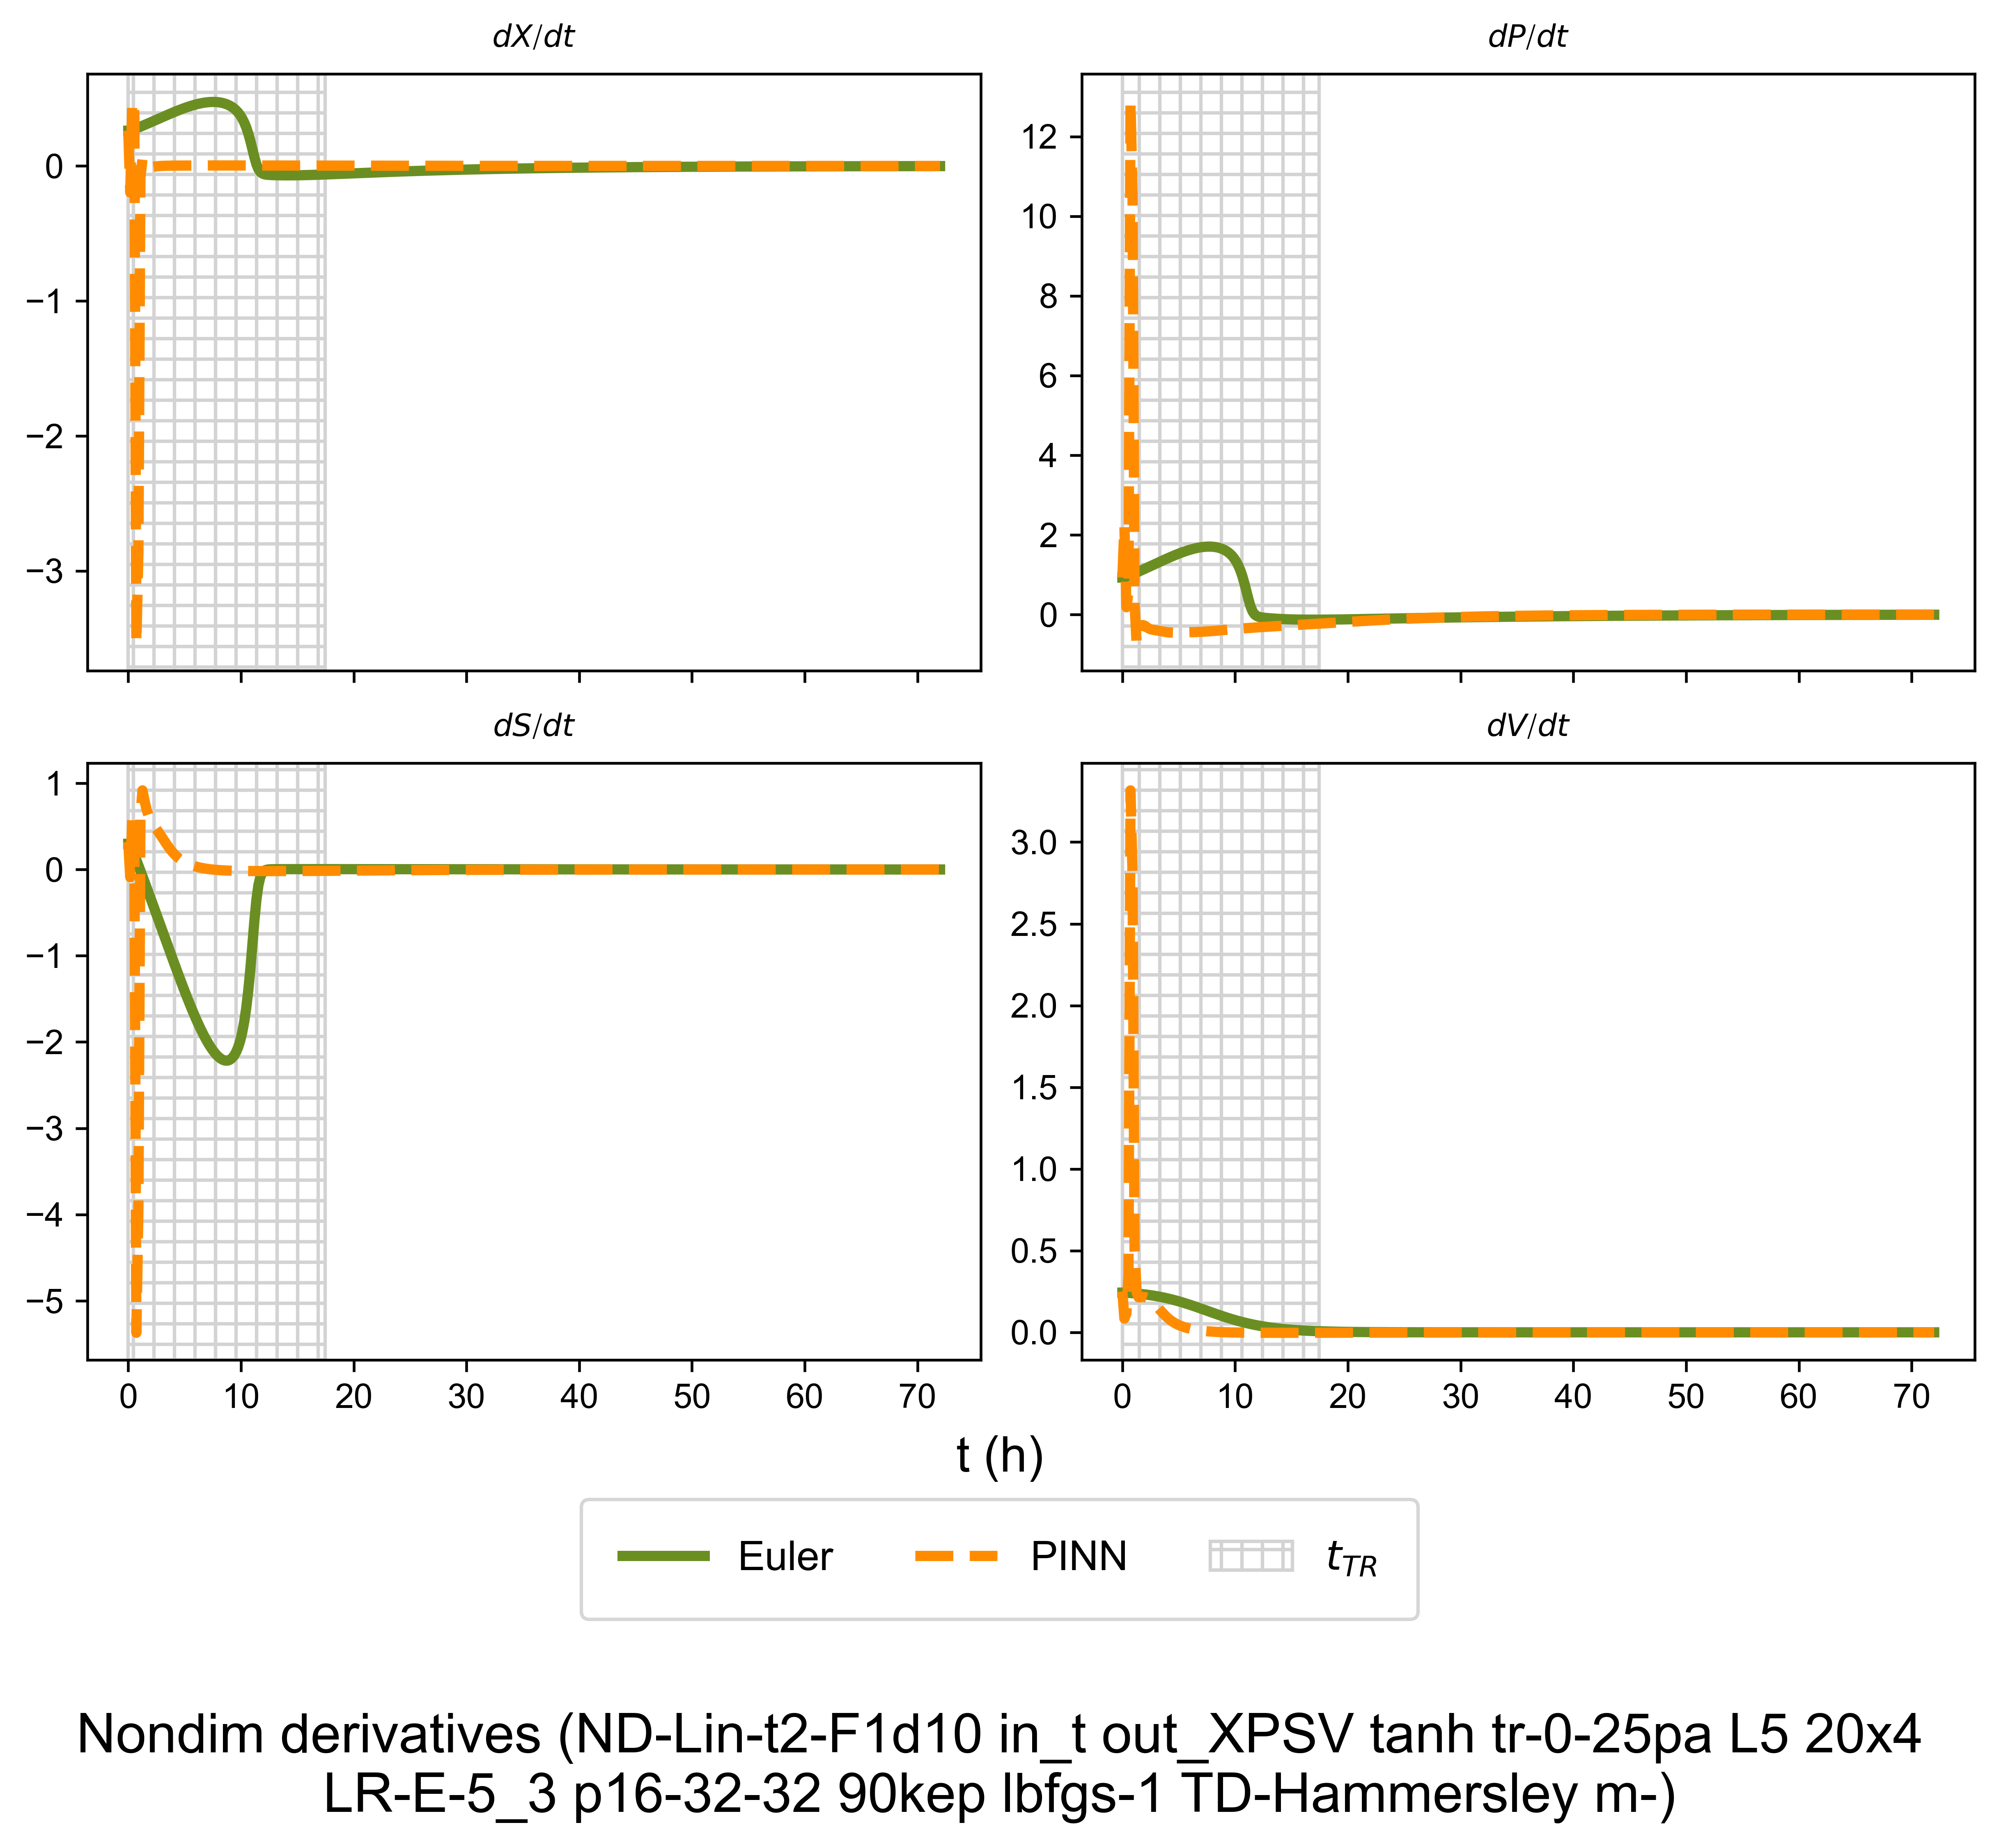 dX/dt
dP/dt
0
−1
−2
−3
12
10
8
6
4
2
0
dS/dt
dV/dt
1
0
−1
−2
−3
−4
−5
3.0
2.5
2.0
1.5
1.0
0.5
0.0
0 10 20 30 40 50 60 70
0 10 20 30 40 50 60 70
t (h)
Euler PINN t_TR
Nondim derivatives (ND-Lin-t2-F1d10 in_t out_XPSV tanh tr-0-25pa L5 20x4
LR-E-5_3 p16-32-32 90kep lbfgs-1 TD-Hammersley m-)